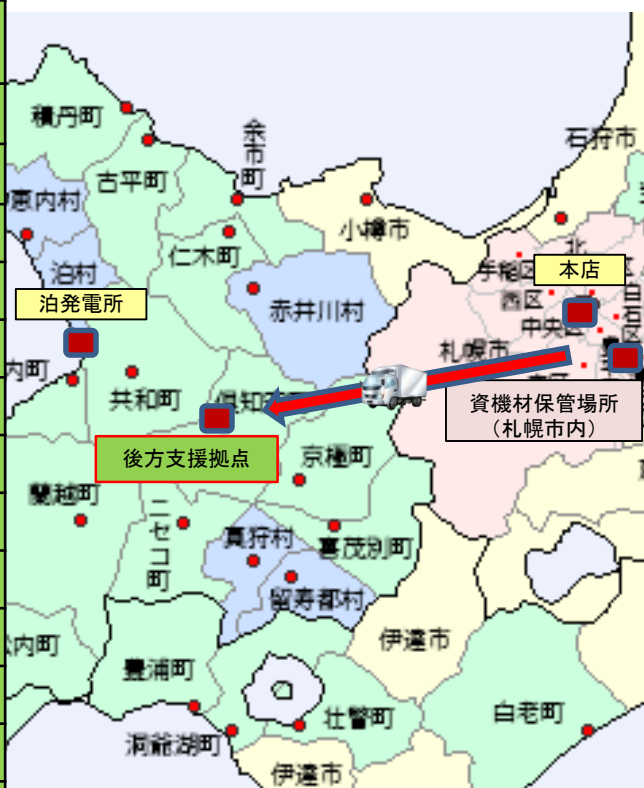 積丹町
余市町
石狩市
古平町
恵内村
小樽市
仁木町
手稲区
北
区
本店
泊村
西区
白石区
赤井川村
泊発電所
中央区
札幌市
内町
共和町
倶知
資機材保管場所
（札幌市内）
後方支援拠点
京極町
蘭越町
ニセコ町
真狩村
喜茂別町
留寿都村
伊達市
内町
豊浦町
壮瞥町
白老町
洞爺湖町
伊達市